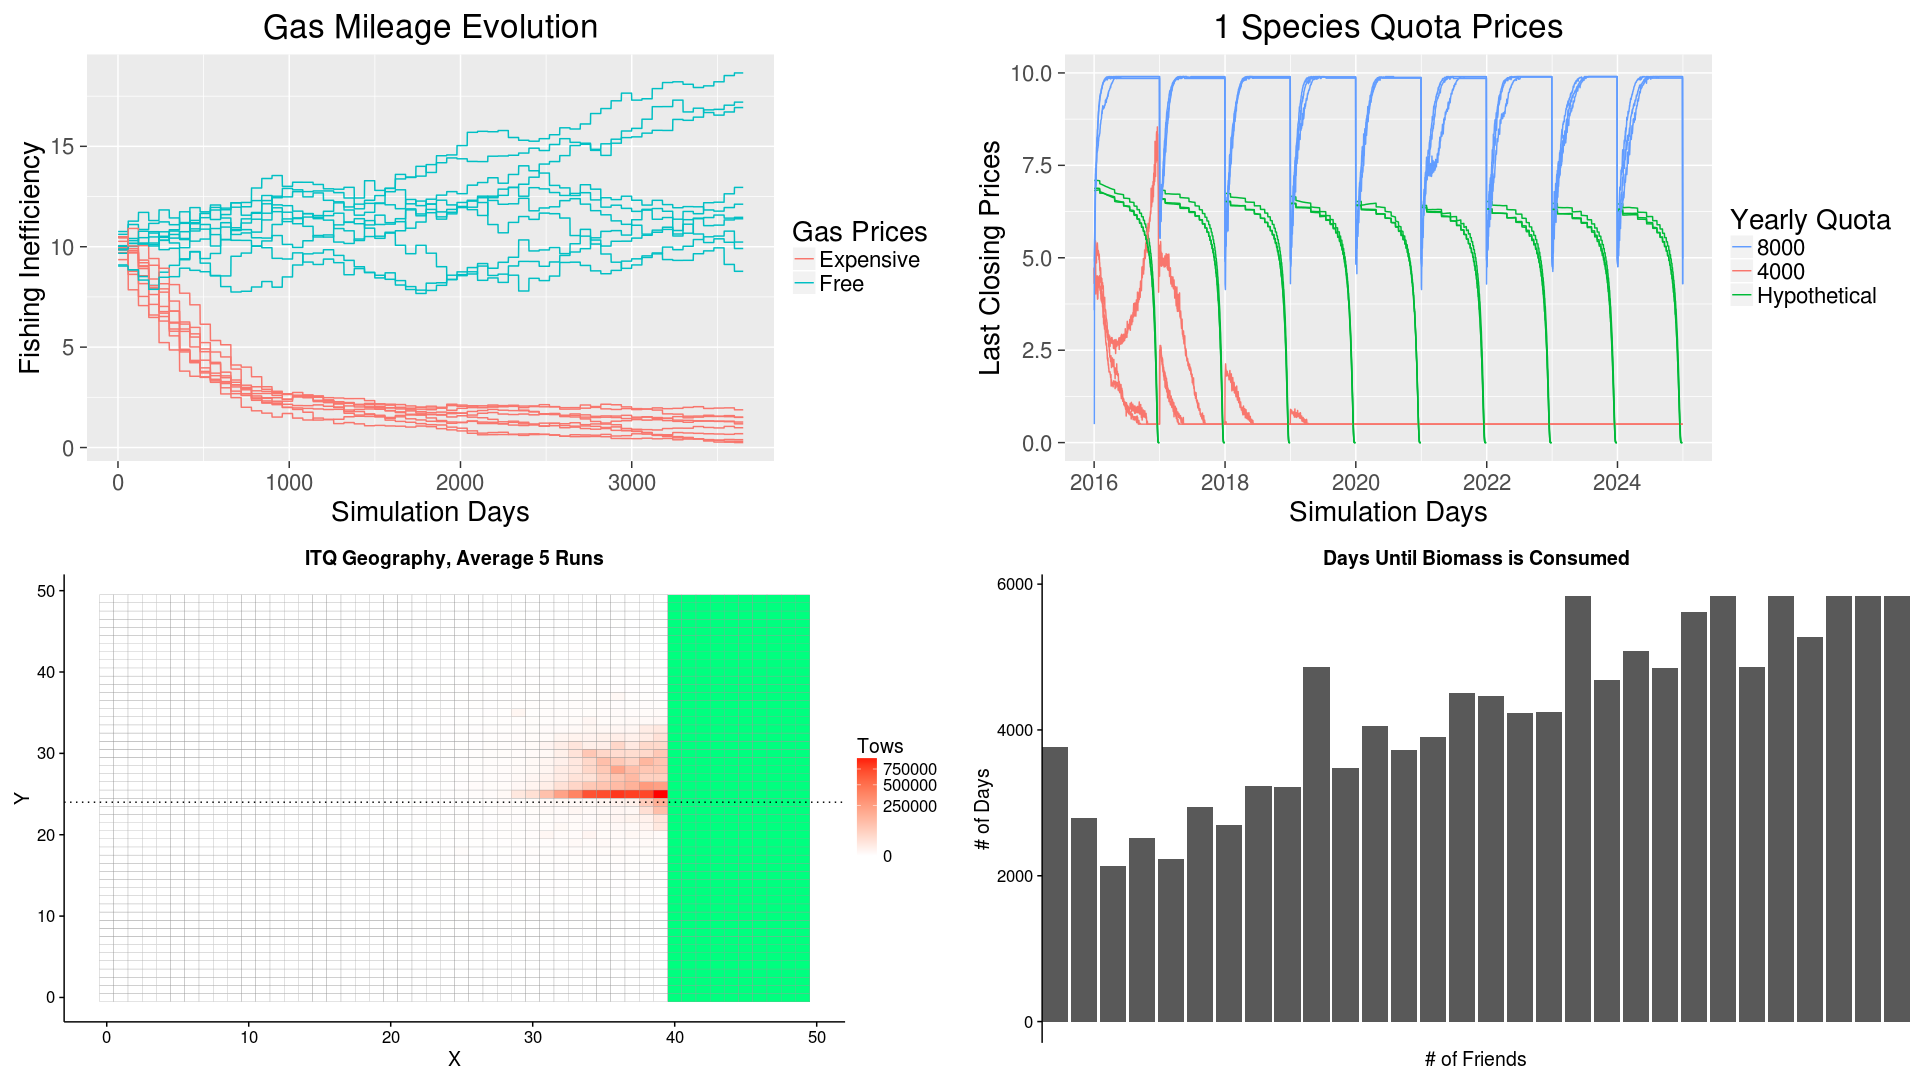 Gas Mileage Evolution
Fishing Inefficiency
15
10
5
0
0 1000 2000 3000
Simulation Days
Gas Prices
Expensive
Free
1 Species Quota Prices
Last Closing Prices
10.0
7.5
5.0
2.5
0.0
2016 2018 2020 2022 2024
Simulation Days
Yearly Quota
8000
4000
Hypothetical
ITQ Geography, Average 5 Runs
Y
50
40
30
20
10
0
0 10 20 30 40 50
X
Tows
750000
500000
250000
0
Days Until Biomass is Consumed
# of Days
6000
4000
2000
0
# of Friends